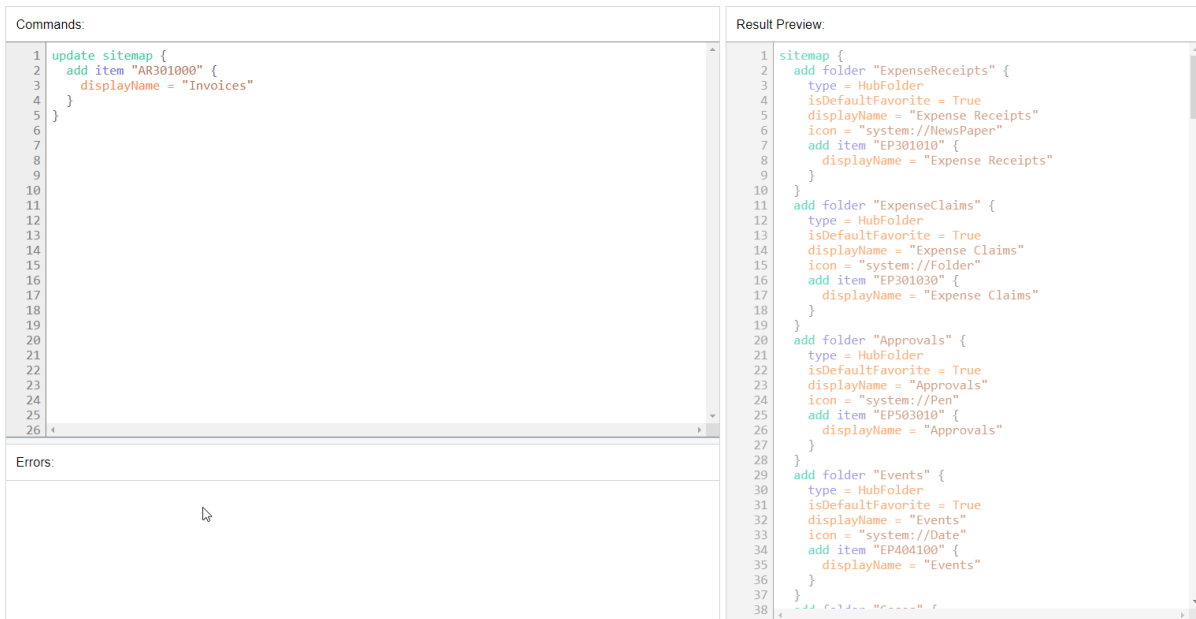 Commands:
1 update sitemap {
2   add item "AR301000" {
3     displayName = "Invoices"
4   }
5 }
6
7
8
9
10
11
12
13
14
15
16
17
18
19
20
21
22
23
24
25
26
Errors:
Result Preview:
1 sitemap {
2   add folder "ExpenseReceipts" {
3     type = HubFolder
4     isDefaultFavorite = True
5     displayName = "Expense Receipts"
6     icon = "system://NewsPaper"
7     add item "EP301010" {
8       displayName = "Expense Receipts"
9     }
10   }
11   add folder "ExpenseClaims" {
12     type = HubFolder
13     isDefaultFavorite = True
14     displayName = "Expense Claims"
15     icon = "system://Folder"
16     add item "EP301030" {
17       displayName = "Expense Claims"
18     }
19   }
20   add folder "Approvals" {
21     type = HubFolder
22     isDefaultFavorite = True
23     displayName = "Approvals"
24     icon = "system://Pen"
25     add item "EP503010" {
26       displayName = "Approvals"
27     }
28   }
29   add folder "Events" {
30     type = HubFolder
31     isDefaultFavorite = True
32     displayName = "Events"
33     icon = "system://Date"
34     add item "EP404100" {
35       displayName = "Events"
36     }
37   }
38   add folder "Cases" {